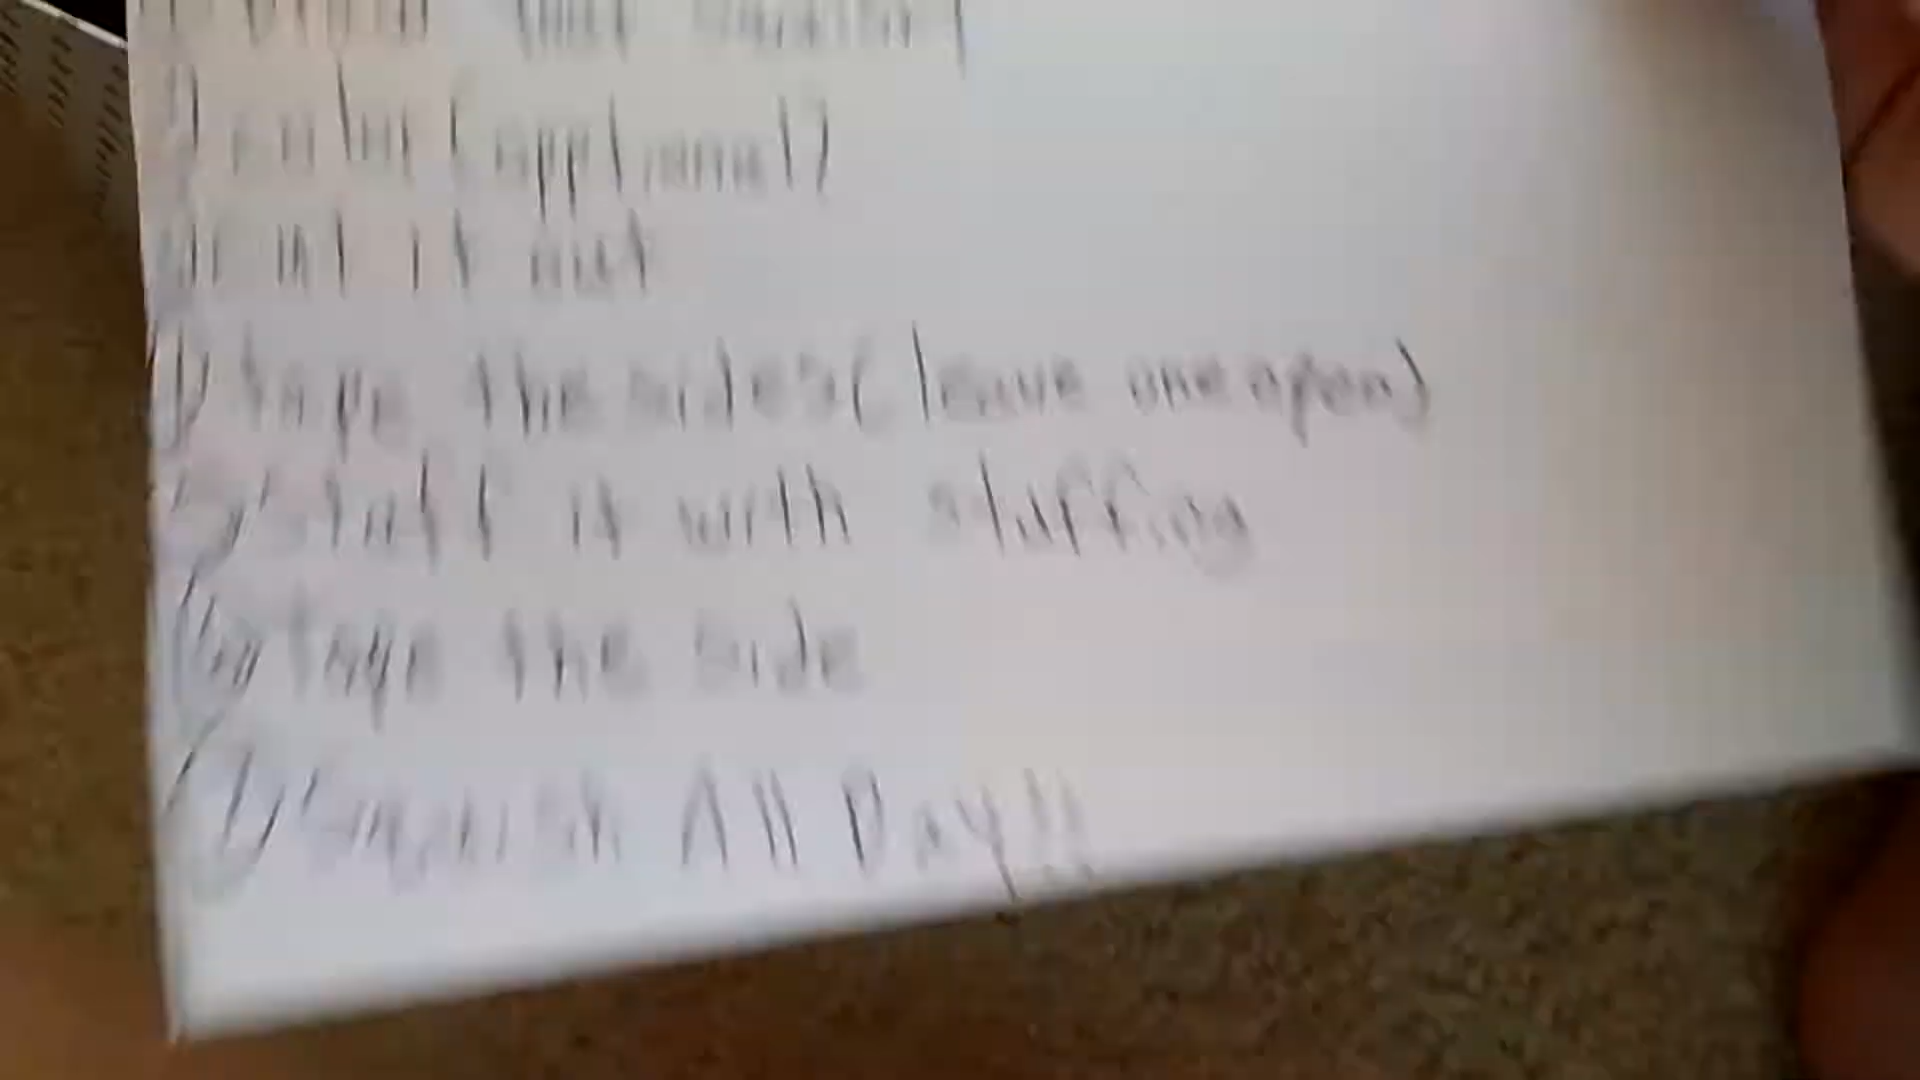 color (opptional)
cut it out
tape the sides (leave one open)
stuff it with stuffing
tape the side
Squish All Day!!